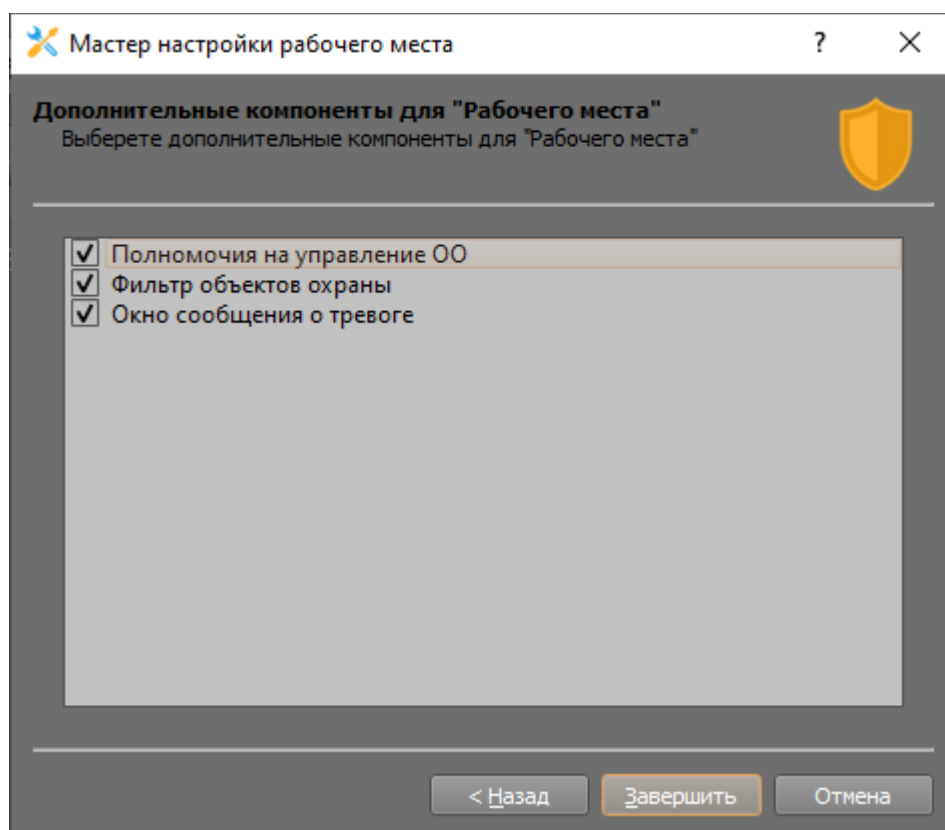 Мастер настройки рабочего места
?
Дополнительные компоненты для "Рабочего места"
Выберете дополнительные компоненты для "Рабочего места"
Полномочия на управление ОО
Фильтр объектов охраны
Окно сообщения о тревоге
< Назад
Завершить
Отмена